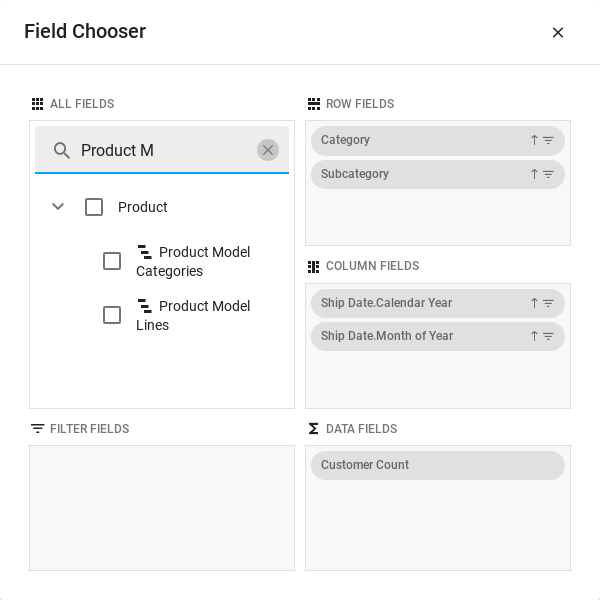 Field Chooser
ALL FIELDS
Product M
Product
Product Model
Categories
Product Model
Lines
ROW FIELDS
Category
Subcategory
COLUMN FIELDS
Ship Date.Calendar Year
Ship Date.Month of Year
FILTER FIELDS
DATA FIELDS
Customer Count